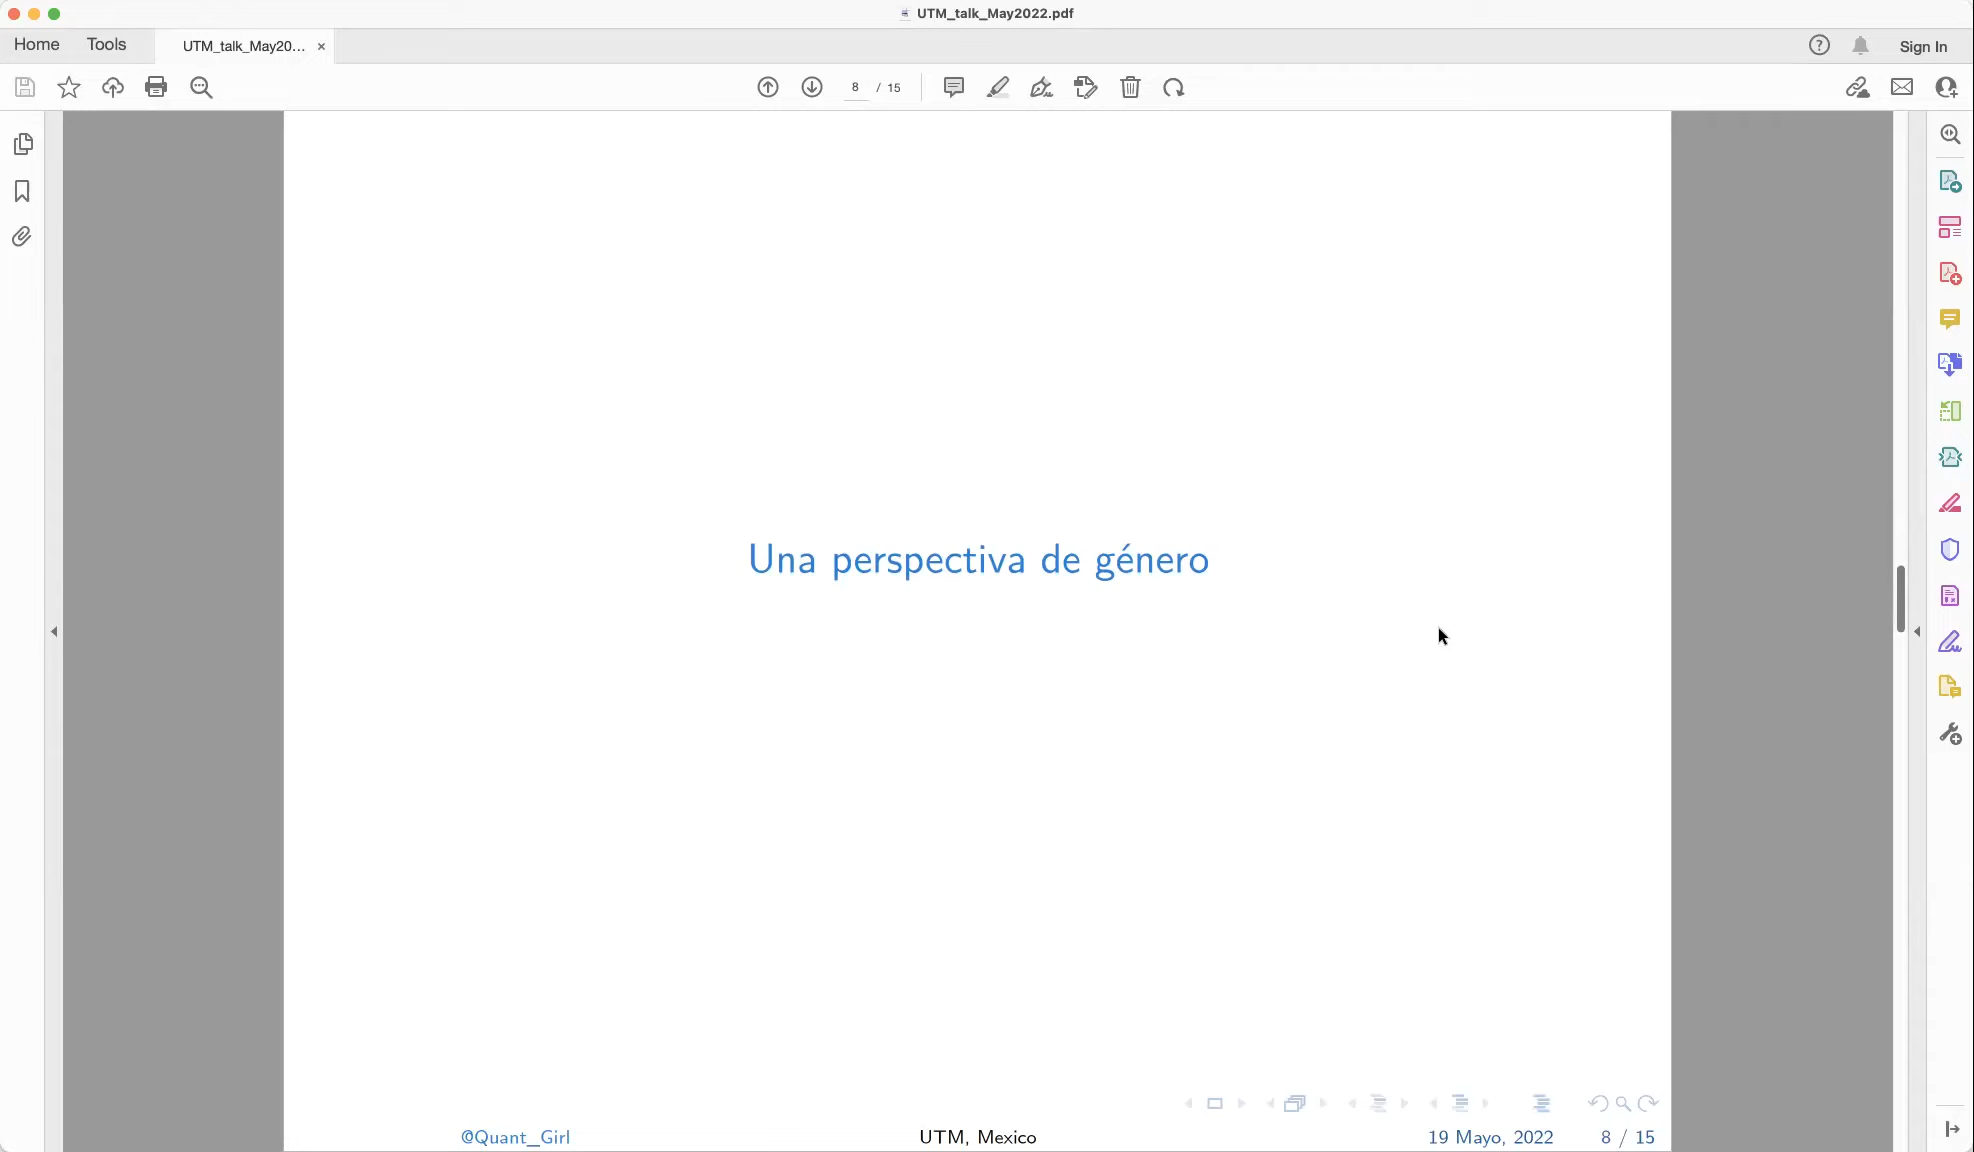 UTM_talk_May2022.pdf
Home Tools UTM_talk_May20... × Sign In
8 / 15
Una perspectiva de género
@Quant_Girl UTM, Mexico 19 Mayo, 2022 8 / 15